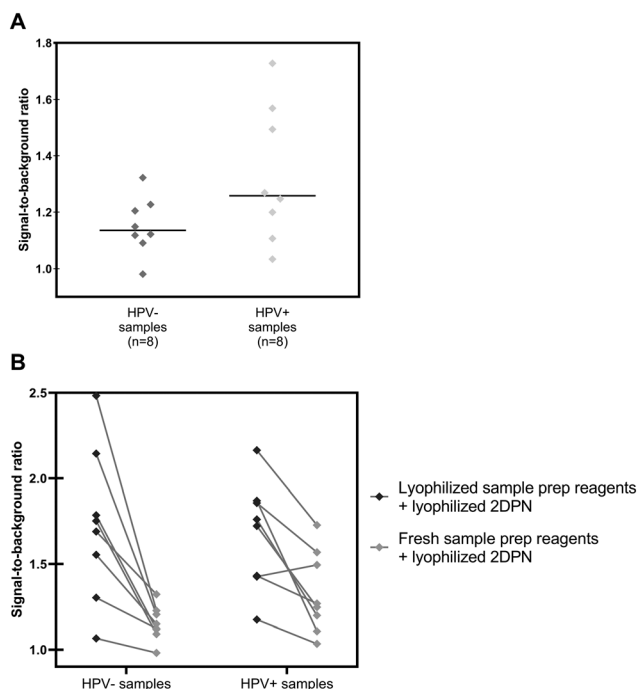 A
Signal-to-background ratio
1.8
1.6
1.4
1.2
1.0
HPV-
samples
(n=8)
HPV+
samples
(n=8)
B
Signal-to-background ratio
2.5
2.0
1.5
1.0
HPV- samples
HPV+ samples
Lyophilized sample prep reagents
+ lyophilized 2DPN
Fresh sample prep reagents
+ lyophilized 2DPN